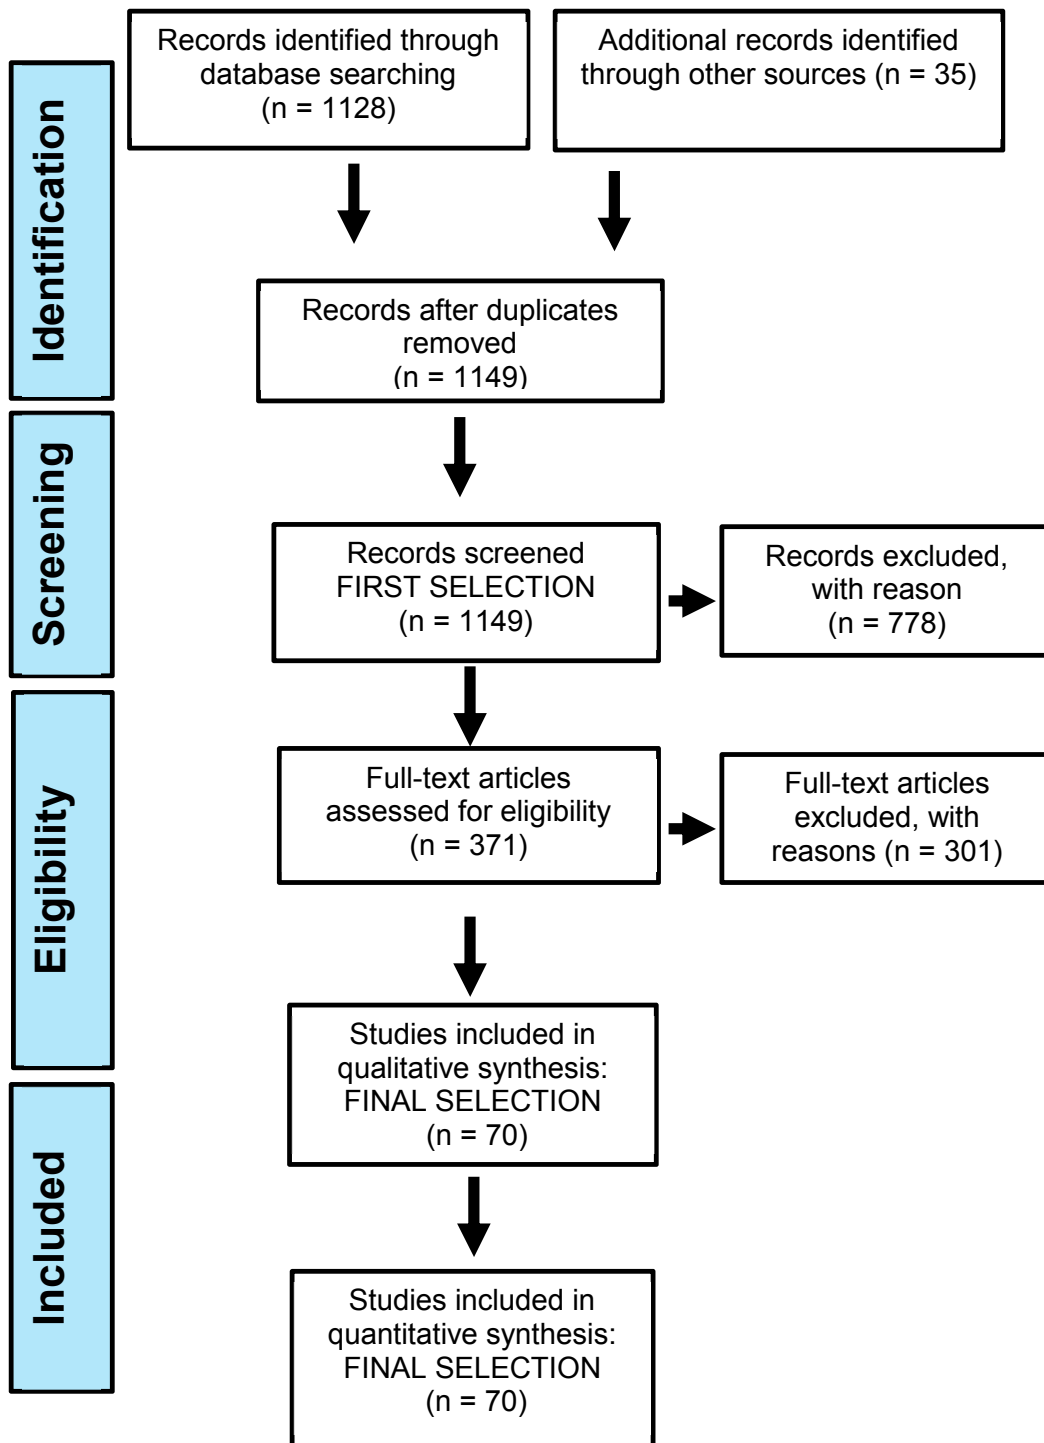 Identification
Records identified through
database searching
(n = 1128)
Additional records identified
through other sources (n = 35)
Records after duplicates
removed
(n = 1149)
Screening
Records screened
FIRST SELECTION
(n = 1149)
Records excluded,
with reason
(n = 778)
Eligibility
Full-text articles
assessed for eligibility
(n = 371)
Full-text articles
excluded, with
reasons (n = 301)
Studies included in
qualitative synthesis:
FINAL SELECTION
(n = 70)
Included
Studies included in
quantitative synthesis:
FINAL SELECTION
(n = 70)